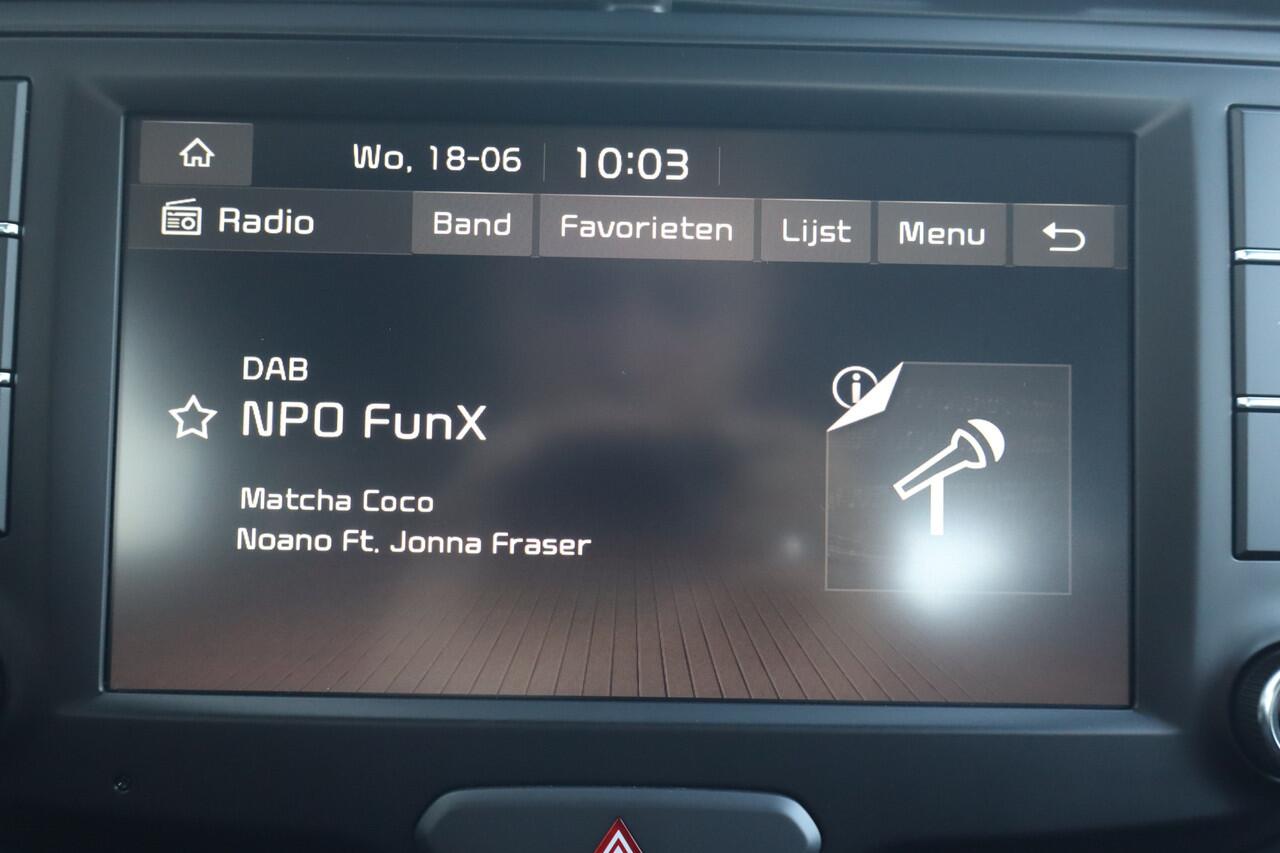 Wo, 18-06 10:03
Radio Band Favorieten Lijst Menu
DAB
NPO FunX
Matcha Coco
Noano Ft. Jonna Fraser